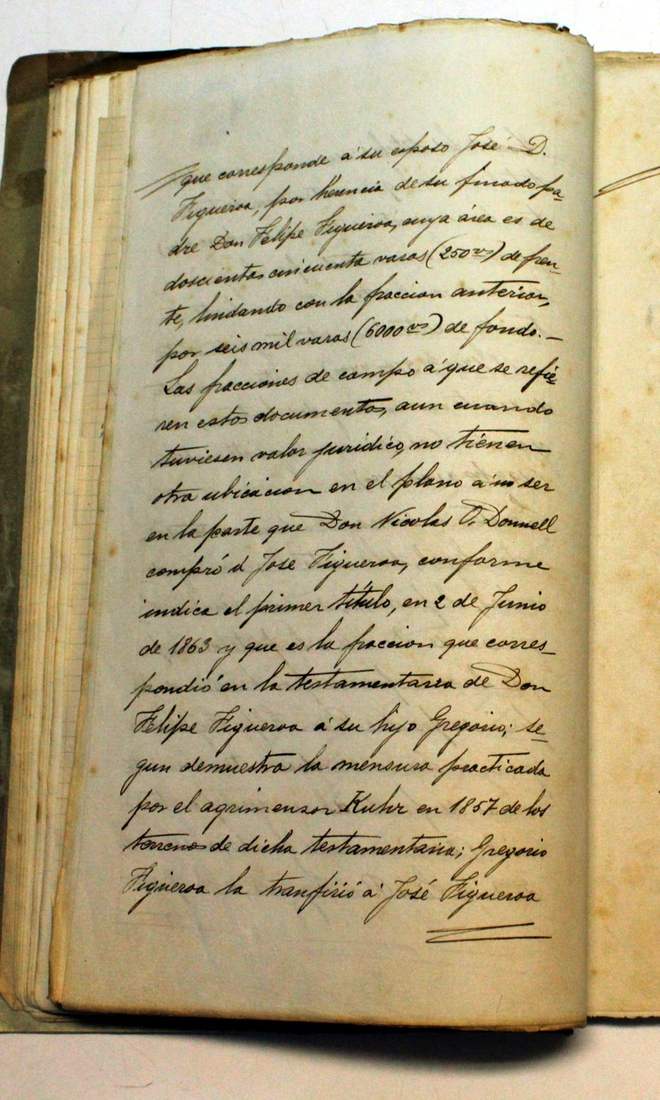 que corresponde á su esposo José D.
Figueroa, por herencia de su finado pa-
dre Don Felipe Figueroa, cuya área es de
doscientas cincuenta varas (250 vs) de fren-
te, lindando con la fraccion anterior,
por seis mil varas (6000 vs) de fondo. —
Las fracciones de campo á que se refie-
ren estos documentos, aun cuando
tuviesen valor juridico, no tienen
otra ubicacion en el plano á no ser
en la parte que Don Nicolas O. Donnell
compró á José Figueroa, conforme
indica el primer título, en 2 de Junio
de 1863 y que es la fraccion que corres-
pondió en la testamentaria de Don
Felipe Figueroa á su hijo Gregorio; se-
gun demuestra la mensura practicada
por el agrimensor Kuhr en 1857 de los
terrenos de dicha testamentaria; Gregorio
Figueroa la tranfirió á José Figueroa